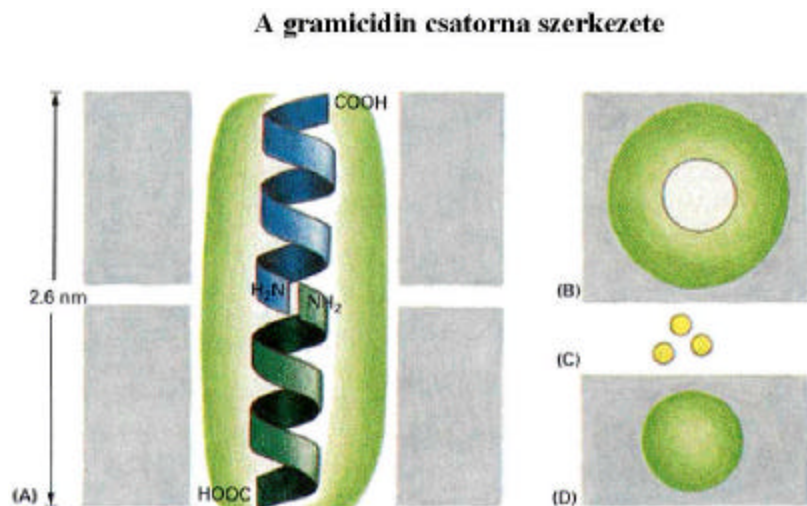 A gramicidin csatorna szerkezete
COOH
2.6 nm
H₂N
NH₂
HOOC
(A)
(B)
(C)
(D)